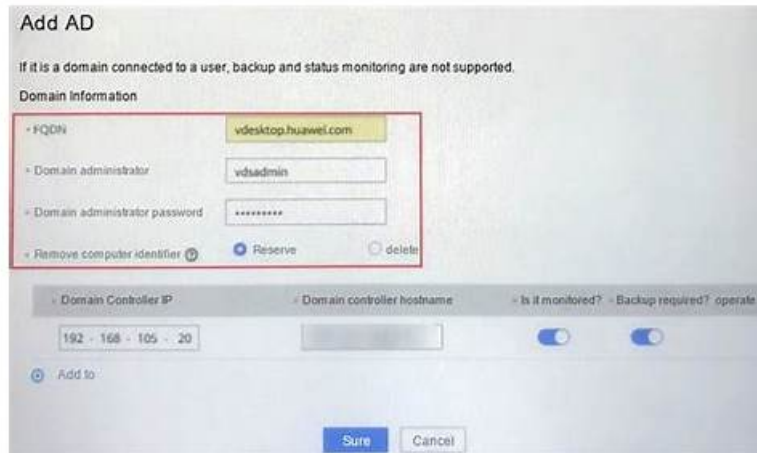 Add AD
If it is a domain connected to a user, backup and status monitoring are not supported.
Domain Information
* FQDN vdesktop.huawei.com
* Domain administrator vdsadmin
* Domain administrator password *********
* Remove computer identifier ? Reserve delete
* Domain Controller IP * Domain controller hostname * Is it monitored? * Backup required? operate
192 . 168 . 105 . 20
Add to
Sure Cancel